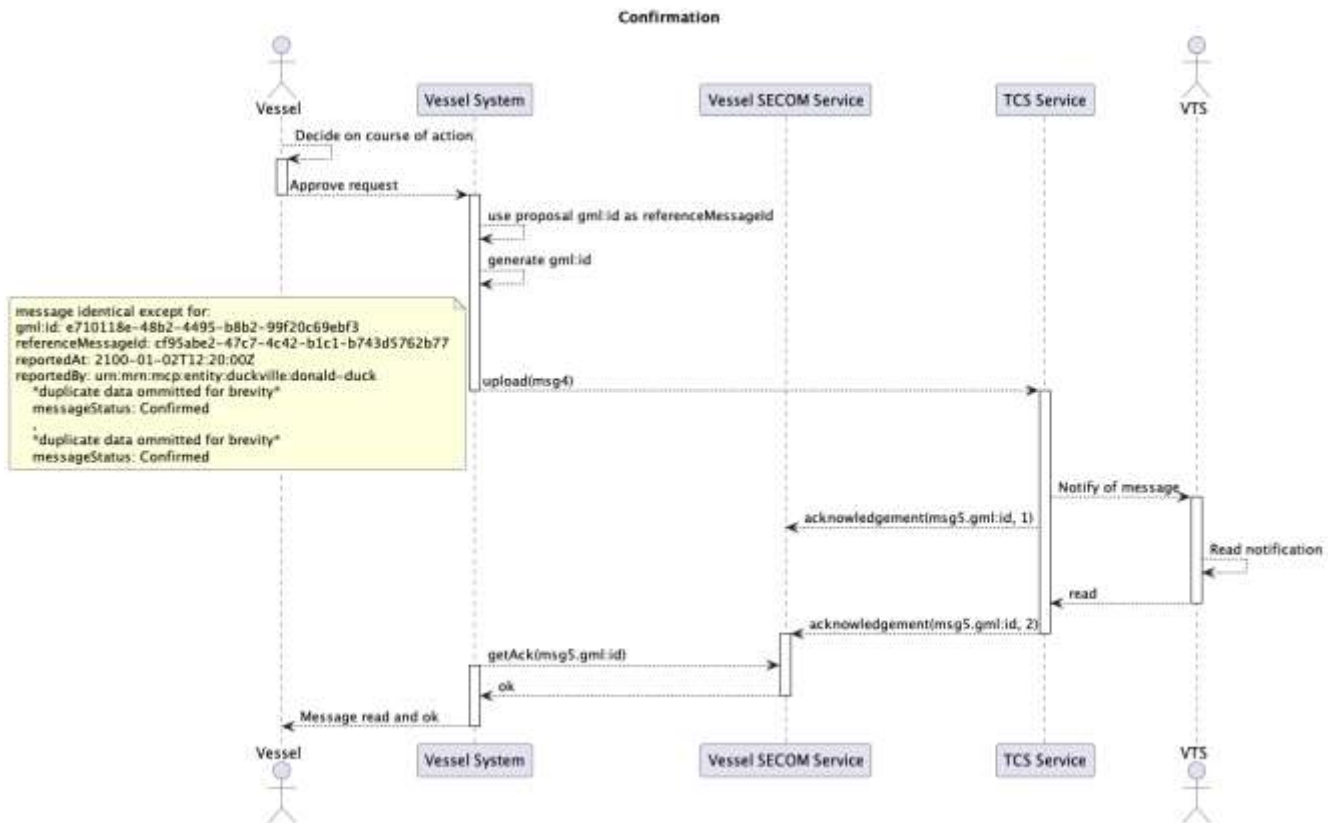 Confirmation
Vessel
Vessel System
Vessel SECOM Service
TCS Service
VTS
Decide on course of action
Approve request
use proposal gml:id as referenceMessageId
generate gml:id
message identical except for:
gml:id: e710118e-48b2-4495-b8b2-99f20c69ebf3
referenceMessageId: cf95abe2-47c7-4c42-b1c1-b743d5762b77
reportedAt: 2100-01-02T12:20:00Z
reportedBy: urn:mrn:mcp:entity:duckville:donald-duck
*duplicate data ommitted for brevity*
messageStatus: Confirmed
,
*duplicate data ommitted for brevity*
messageStatus: Confirmed
upload(msg4)
Notify of message
acknowledgement(msg5.gml:id, 1)
Read notification
read
acknowledgement(msg5.gml:id, 2)
getAck(msg5.gml:id)
ok
Message read and ok
Vessel
Vessel System
Vessel SECOM Service
TCS Service
VTS